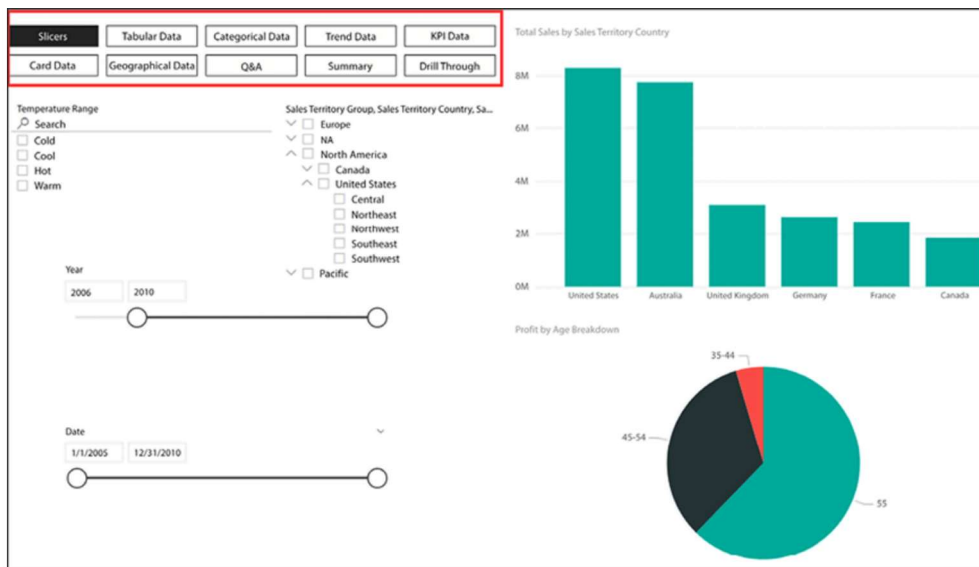 Slicers
Tabular Data
Categorical Data
Trend Data
KPI Data
Card Data
Geographical Data
Q&A
Summary
Drill Through
Temperature Range
Search
Cold
Cool
Hot
Warm
Sales Territory Group, Sales Territory Country, Sa...
Europe
NA
North America
Canada
United States
Central
Northeast
Northwest
Southeast
Southwest
Pacific
Year
2006 2010
Date
1/1/2005 12/31/2010
Total Sales by Sales Territory Country
8M
6M
4M
2M
0M
United States Australia United Kingdom Germany France Canada
Profit by Age Breakdown
35-44
45-54
55